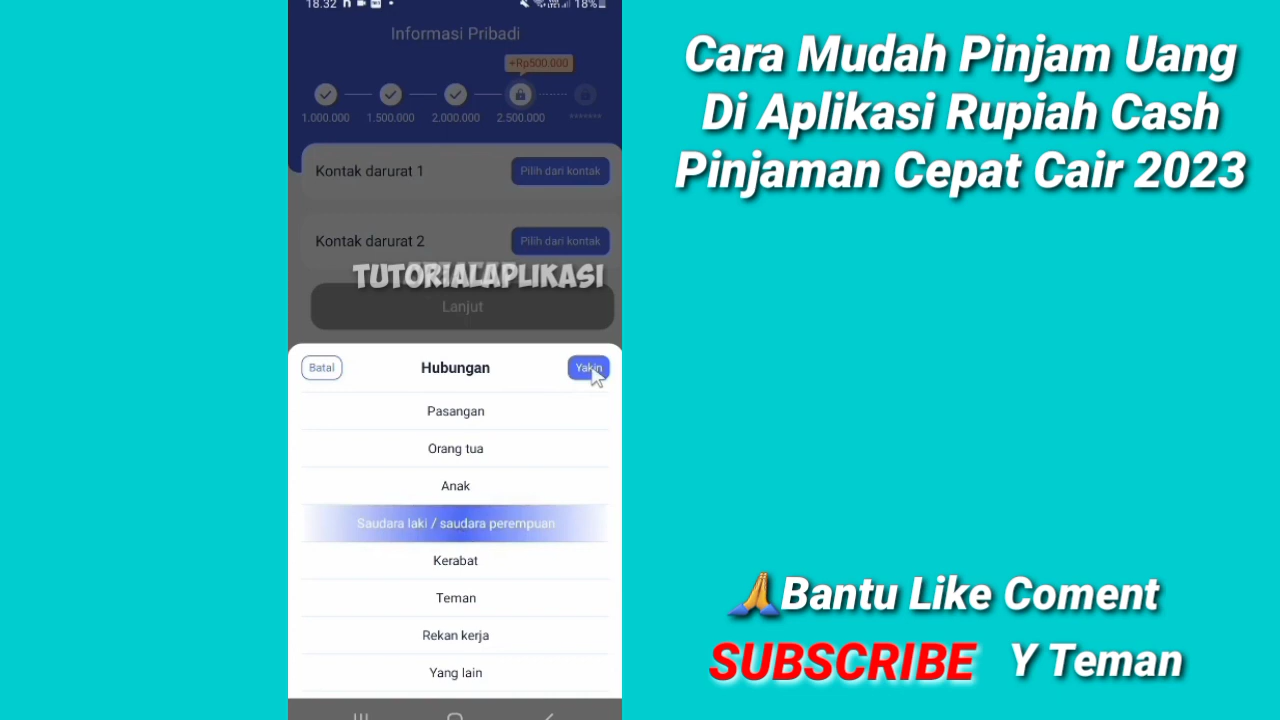 18.32
18%
Informasi Pribadi
+Rp500.000
1.000.000
1.500.000
2.000.000
2.500.000
*******
Kontak darurat 1
Pilih dari kontak
Kontak darurat 2
Pilih dari kontak
TUTORIALAPLIKASI
Lanjut
Batal
Hubungan
Yakin
Pasangan
Orang tua
Anak
Saudara laki / saudara perempuan
Kerabat
Teman
Rekan kerja
Yang lain
Cara Mudah Pinjam Uang
Di Aplikasi Rupiah Cash
Pinjaman Cepat Cair 2023
🙏Bantu Like Coment
SUBSCRIBE Y Teman